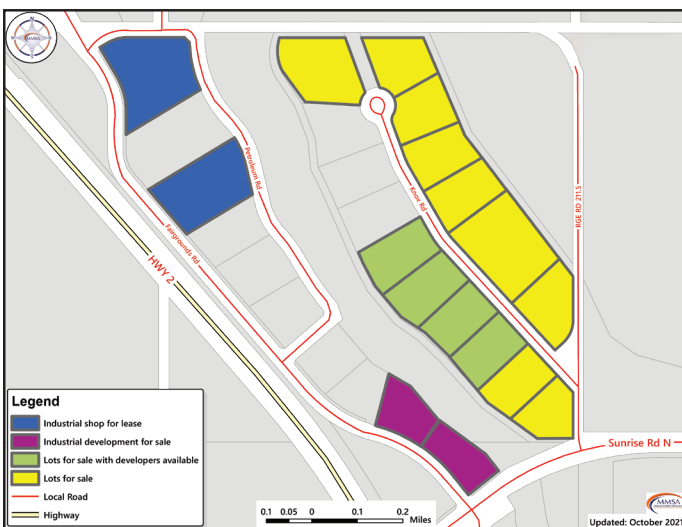 MMSA
Petroleum Rd
Knox Rd
RGE RD 211.5
Fairgrounds Rd
HWY 2
Legend
Industrial shop for lease
Industrial development for sale
Lots for sale with developers available
Lots for sale
Local Road
Highway
Sunrise Rd N
0.1 0.05 0 0.1 0.2
Miles
MMSA
Updated: October 2021